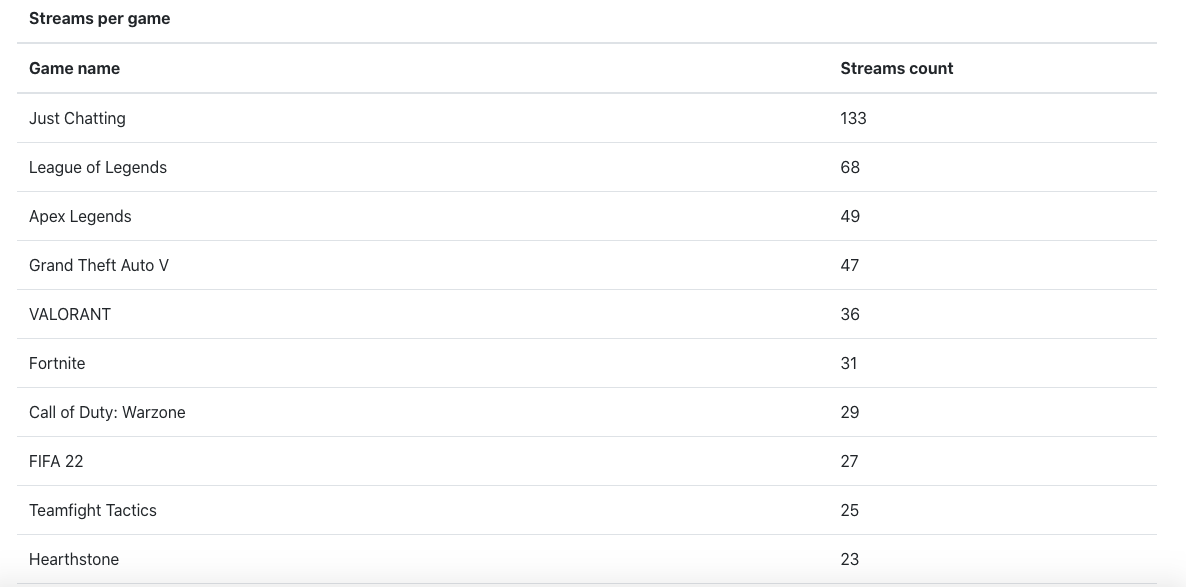 Streams per game
Game name Streams count
Just Chatting 133
League of Legends 68
Apex Legends 49
Grand Theft Auto V 47
VALORANT 36
Fortnite 31
Call of Duty: Warzone 29
FIFA 22 27
Teamfight Tactics 25
Hearthstone 23